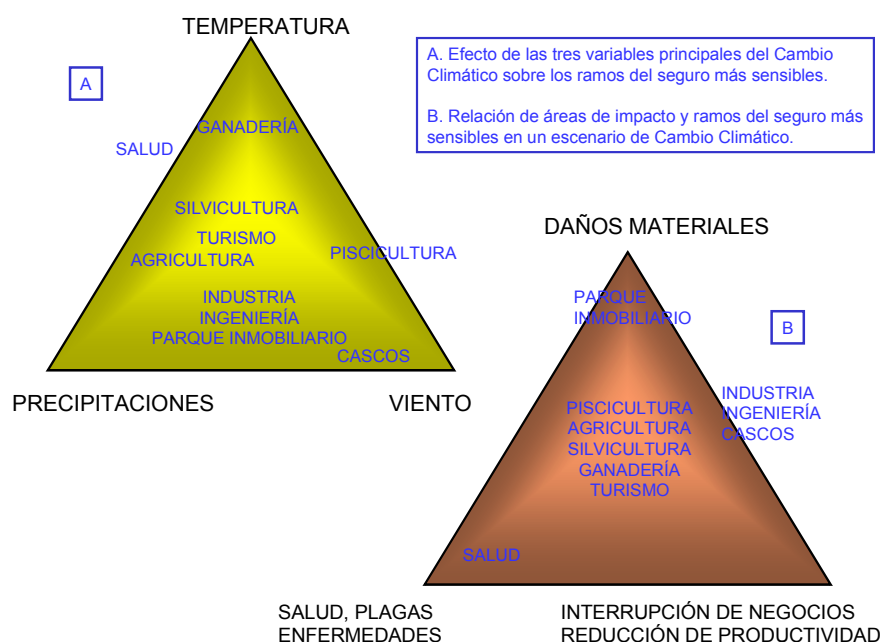 TEMPERATURA
A
A. Efecto de las tres variables principales del Cambio
Climático sobre los ramos del seguro más sensibles.
B. Relación de áreas de impacto y ramos del seguro más
sensibles en un escenario de Cambio Climático.
GANADERÍA
SALUD
SILVICULTURA
TURISMO
AGRICULTURA
PISCICULTURA
INDUSTRIA
INGENIERÍA
PARQUE INMOBILIARIO
CASCOS
PRECIPITACIONES
VIENTO
DAÑOS MATERIALES
PARQUE
INMOBILIARIO
B
INDUSTRIA
INGENIERÍA
CASCOS
PISCICULTURA
AGRICULTURA
SILVICULTURA
GANADERÍA
TURISMO
SALUD
SALUD, PLAGAS
ENFERMEDADES
INTERRUPCIÓN DE NEGOCIOS
REDUCCIÓN DE PRODUCTIVIDAD